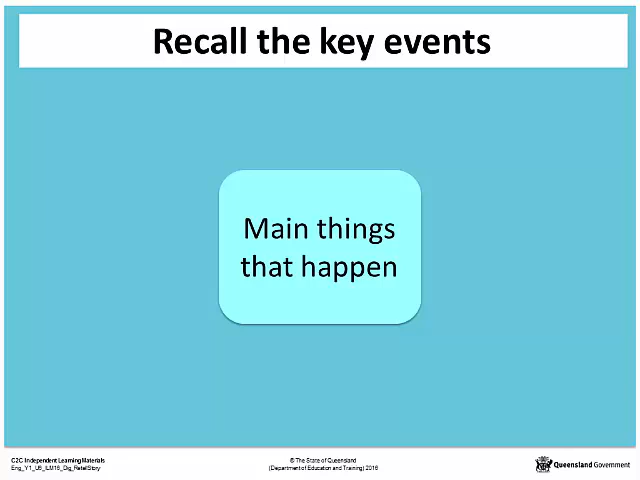 Recall the key events
Main things
that happen
C2C Independent Learning Materials
Eng_Y1_U6_ILM16_Dig_RetellStory
© The State of Queensland
(Department of Education and Training) 2016
Queensland Government